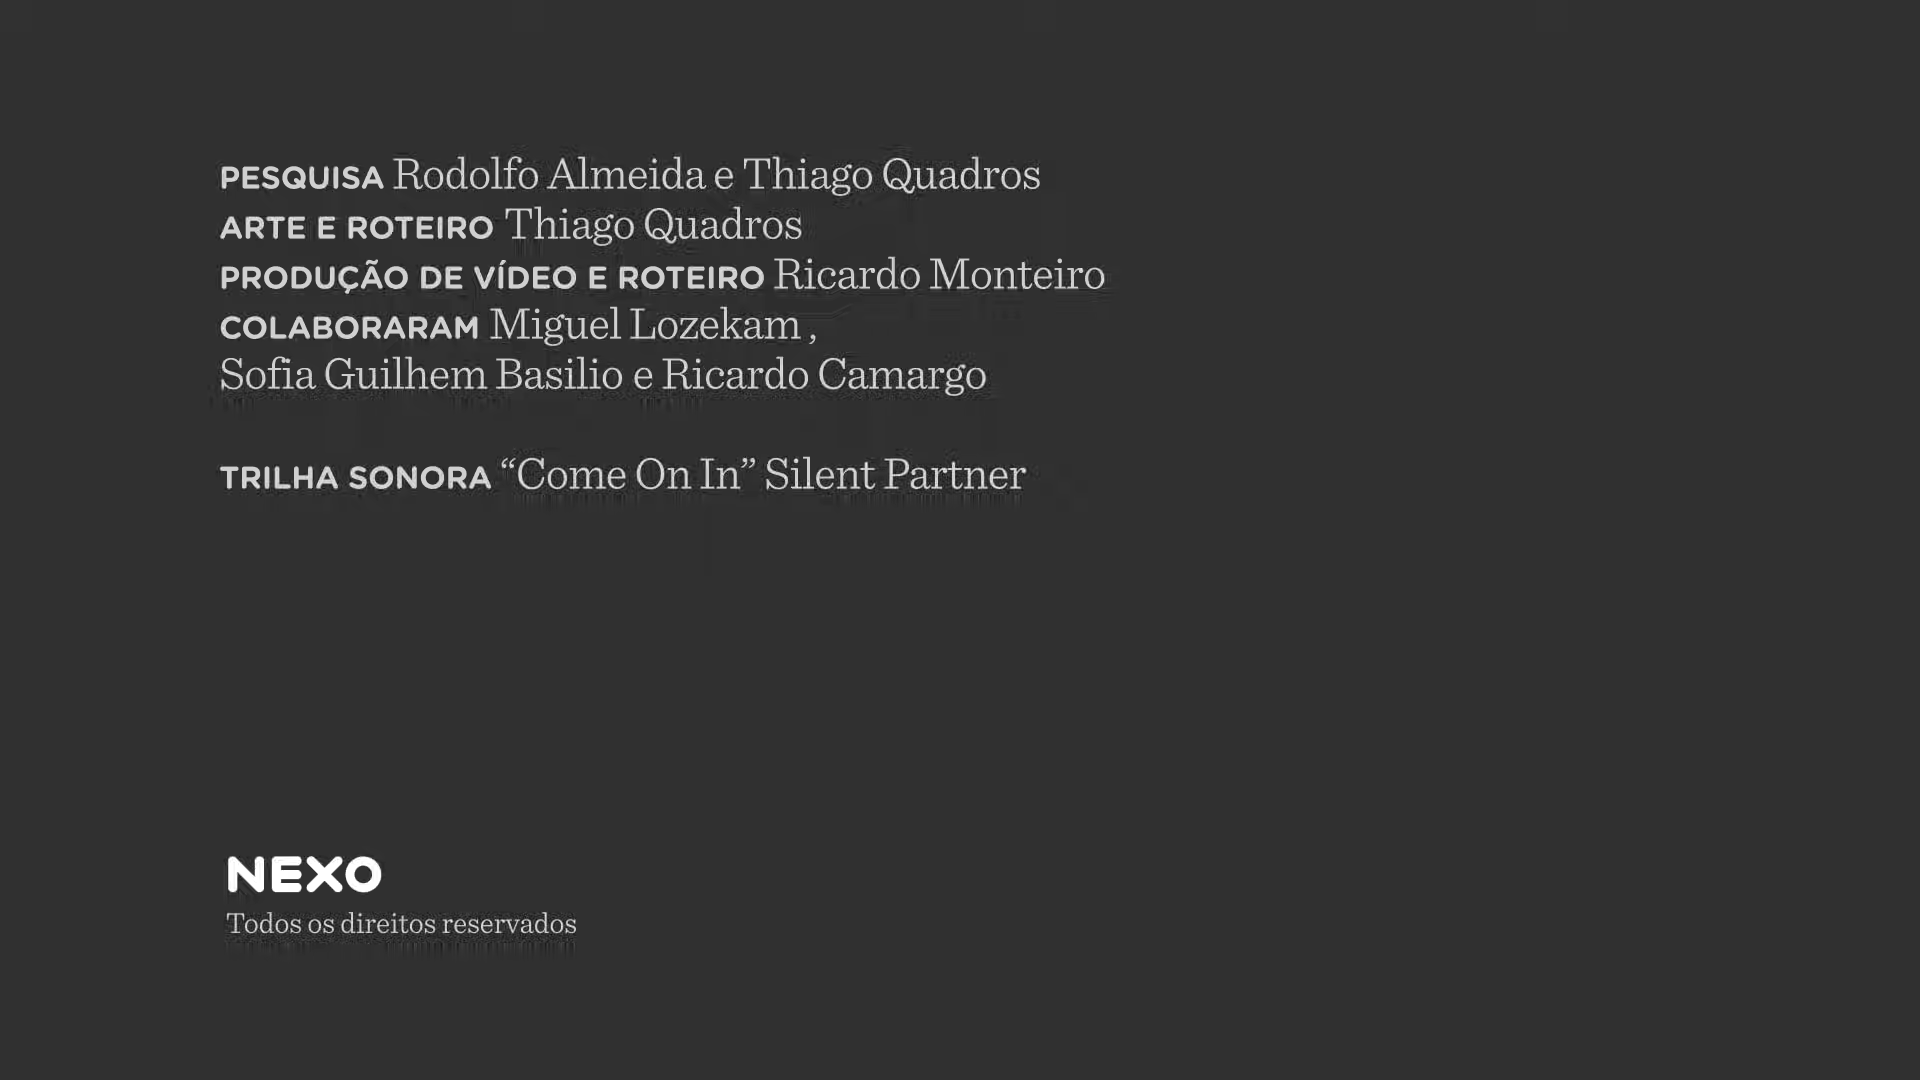 PESQUISA Rodolfo Almeida e Thiago Quadros
ARTE E ROTEIRO Thiago Quadros
PRODUÇÃO DE VÍDEO E ROTEIRO Ricardo Monteiro
COLABORARAM Miguel Lozekam ,
Sofia Guilhem Basilio e Ricardo Camargo
TRILHA SONORA “Come On In” Silent Partner
NEXO
Todos os direitos reservados